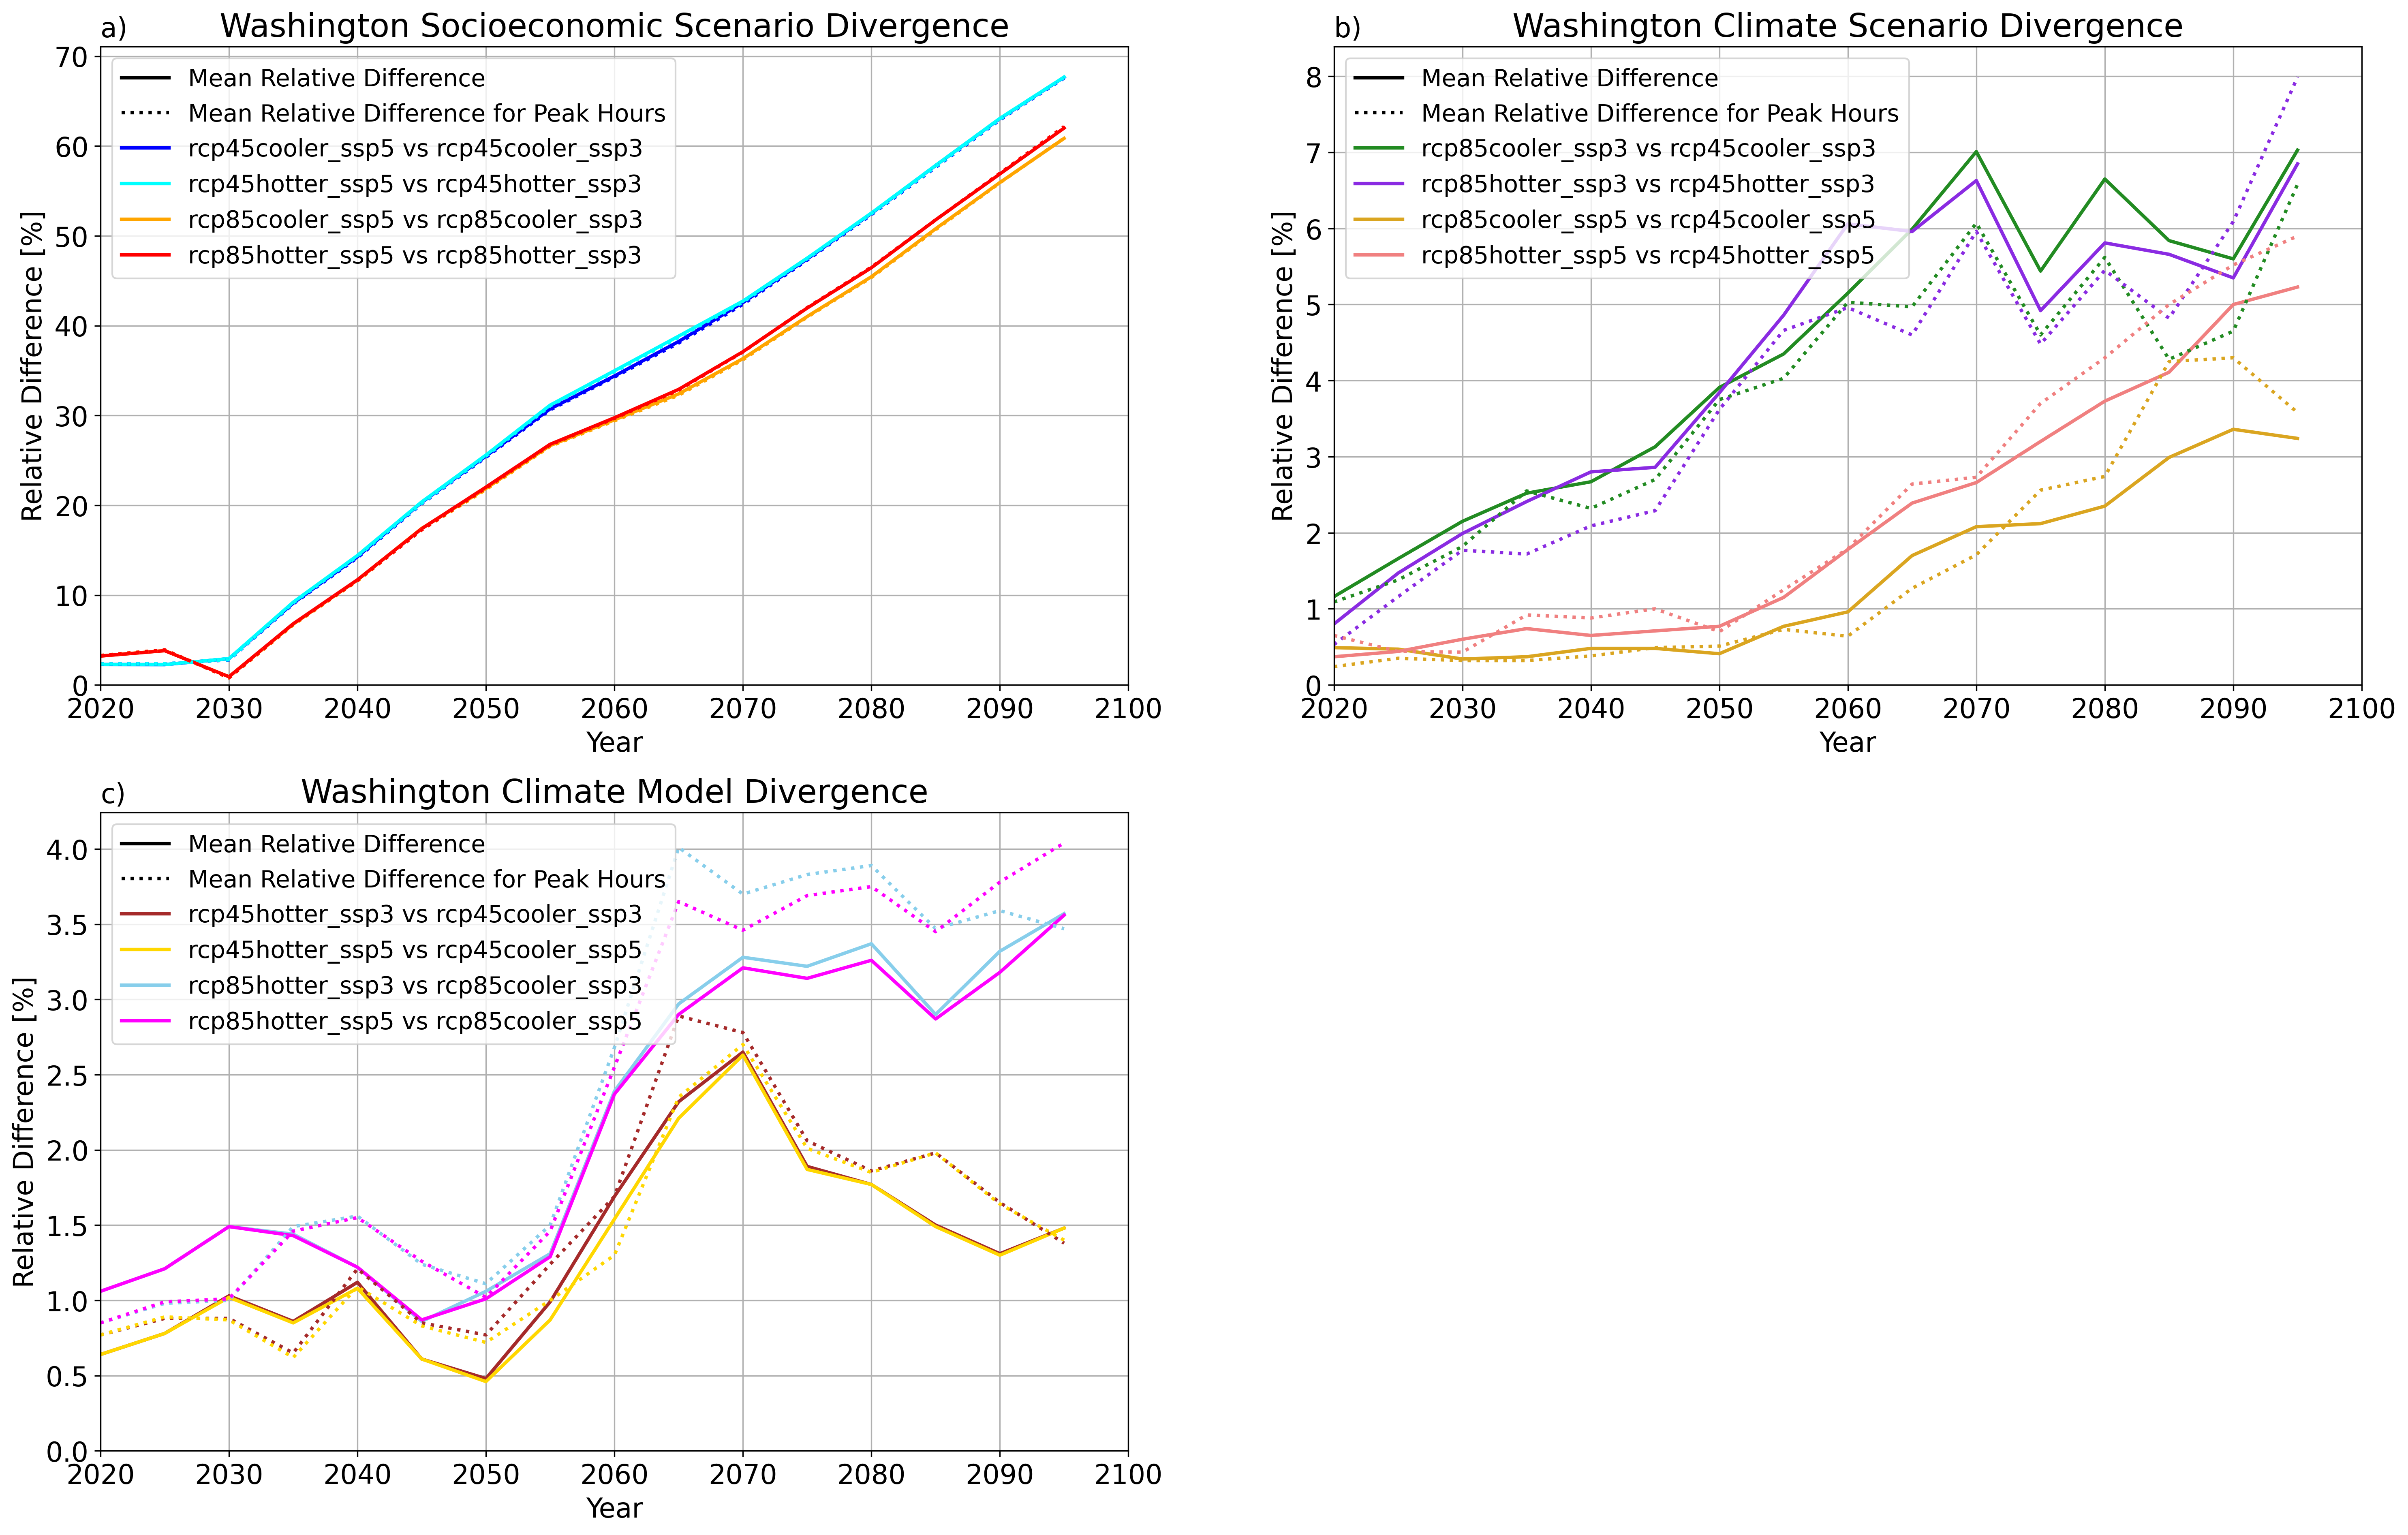 a)
Washington Socioeconomic Scenario Divergence
70
60
50
40
30
20
10
0
Relative Difference [%]
Mean Relative Difference
Mean Relative Difference for Peak Hours
rcp45cooler_ssp5 vs rcp45cooler_ssp3
rcp45hotter_ssp5 vs rcp45hotter_ssp3
rcp85cooler_ssp5 vs rcp85cooler_ssp3
rcp85hotter_ssp5 vs rcp85hotter_ssp3
2020 2030 2040 2050 2060 2070 2080 2090 2100
Year
b)
Washington Climate Scenario Divergence
8
7
6
5
4
3
2
1
0
Relative Difference [%]
Mean Relative Difference
Mean Relative Difference for Peak Hours
rcp85cooler_ssp3 vs rcp45cooler_ssp3
rcp85hotter_ssp3 vs rcp45hotter_ssp3
rcp85cooler_ssp5 vs rcp45cooler_ssp5
rcp85hotter_ssp5 vs rcp45hotter_ssp5
2020 2030 2040 2050 2060 2070 2080 2090 2100
Year
c)
Washington Climate Model Divergence
4.0
3.5
3.0
2.5
2.0
1.5
1.0
0.5
0.0
Relative Difference [%]
Mean Relative Difference
Mean Relative Difference for Peak Hours
rcp45hotter_ssp3 vs rcp45cooler_ssp3
rcp45hotter_ssp5 vs rcp45cooler_ssp5
rcp85hotter_ssp3 vs rcp85cooler_ssp3
rcp85hotter_ssp5 vs rcp85cooler_ssp5
2020 2030 2040 2050 2060 2070 2080 2090 2100
Year